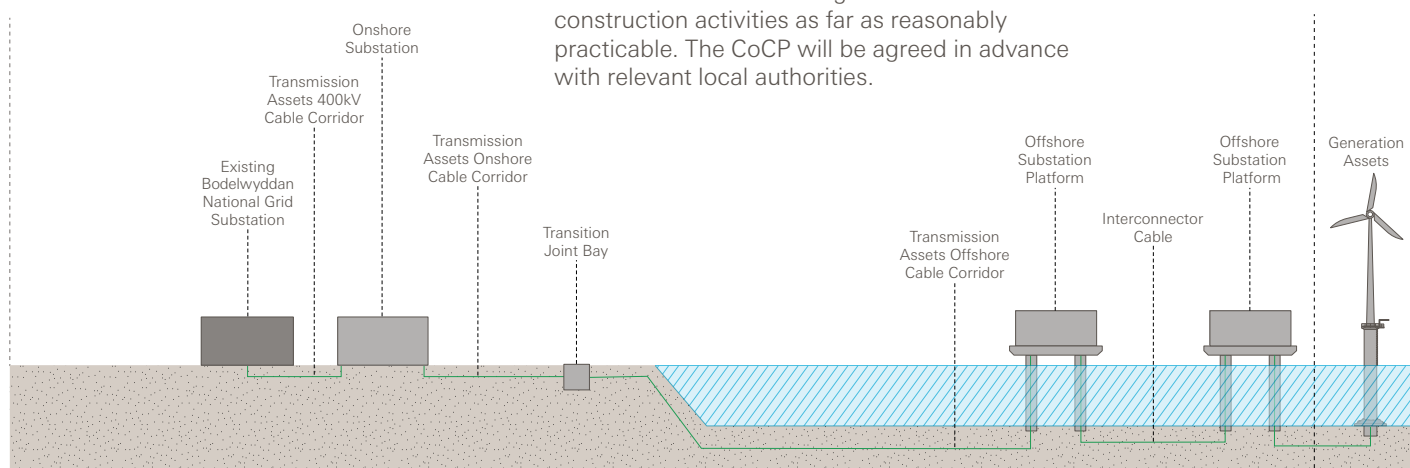 construction activities as far as reasonably
practicable. The CoCP will be agreed in advance
with relevant local authorities.
Onshore
Substation
Transmission
Assets 400kV
Cable Corridor
Existing
Bodelwyddan
National Grid
Substation
Transmission
Assets Onshore
Cable Corridor
Transition
Joint Bay
Transmission
Assets Offshore
Cable Corridor
Offshore
Substation
Platform
Interconnector
Cable
Offshore
Substation
Platform
Generation
Assets